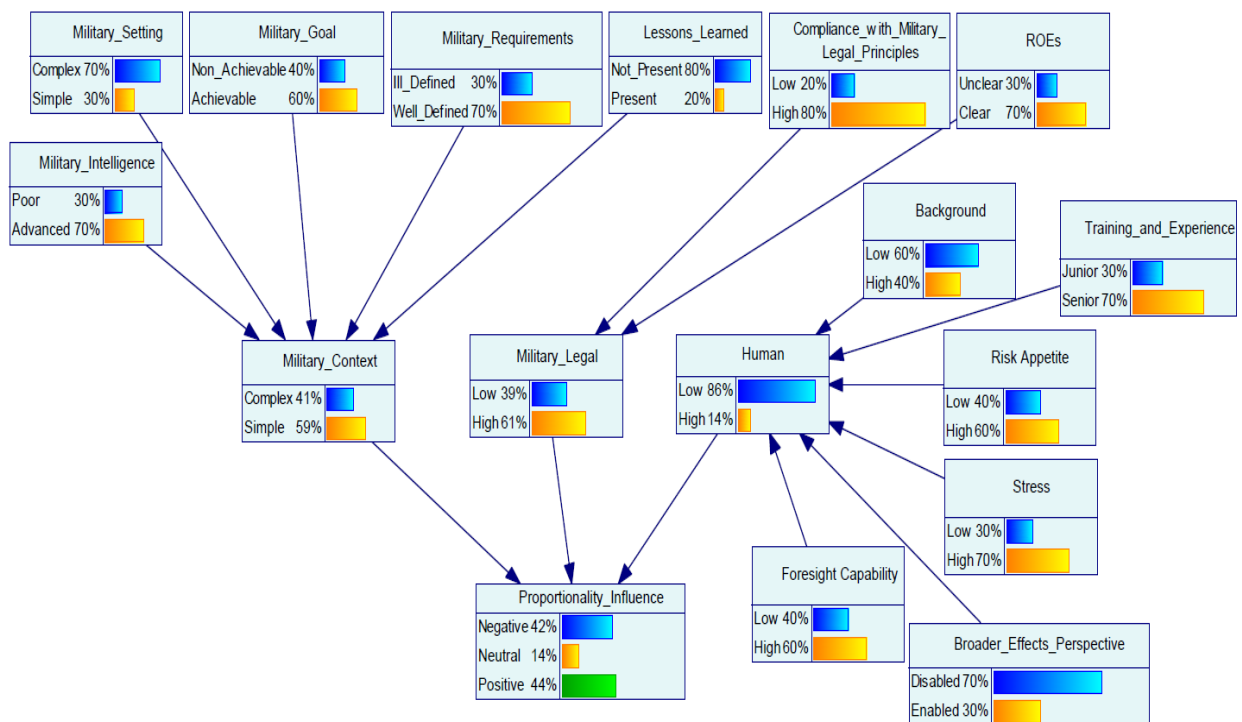 Military_Setting
Complex 70%
Simple 30%
Military_Goal
Non_Achievable 40%
Achievable 60%
Military_Requirements
Ill_Defined 30%
Well_Defined 70%
Lessons_Learned
Not_Present 80%
Present 20%
Compliance_with_Military_
Legal_Principles
Low 20%
High 80%
ROEs
Unclear 30%
Clear 70%
Military_Intelligence
Poor 30%
Advanced 70%
Background
Low 60%
High 40%
Training_and_Experience
Junior 30%
Senior 70%
Military_Context
Complex 41%
Simple 59%
Military_Legal
Low 39%
High 61%
Human
Low 86%
High 14%
Risk Appetite
Low 40%
High 60%
Stress
Low 30%
High 70%
Foresight Capability
Low 40%
High 60%
Proportionality_Influence
Negative 42%
Neutral 14%
Positive 44%
Broader_Effects_Perspective
Disabled 70%
Enabled 30%